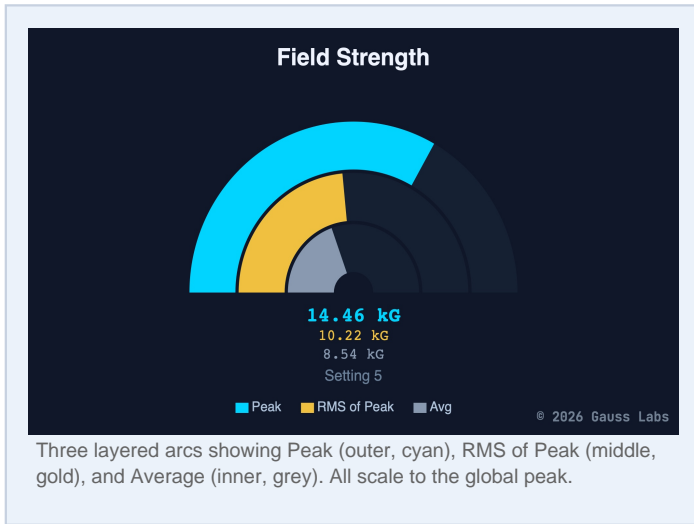 Field Strength
14.46 kG
10.22 kG
8.54 kG
Setting 5
Peak RMS of Peak Avg
© 2026 Gauss Labs
Three layered arcs showing Peak (outer, cyan), RMS of Peak (middle,
gold), and Average (inner, grey). All scale to the global peak.